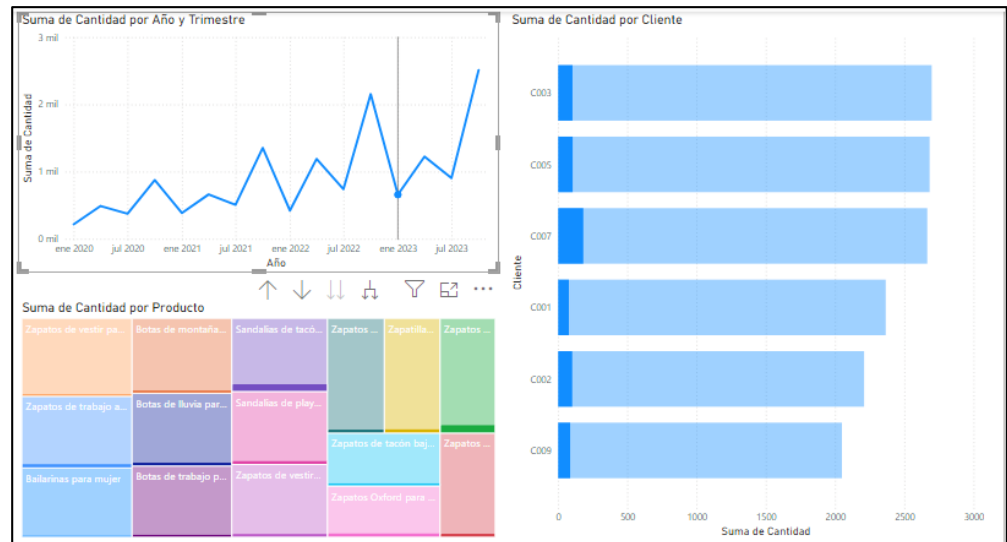 Suma de Cantidad por Año y Trimestre
3 mil
2 mil
1 mil
0 mil
Suma de Cantidad
ene 2020 jul 2020 ene 2021 jul 2021 ene 2022 jul 2022 ene 2023 jul 2023
Año
Suma de Cantidad por Producto
Zapatos de vestir pa...
Botas de montaña...
Sandalias de tacó...
Zapatos ...
Zapatilla...
Zapatos ...
Zapatos de trabajo a...
Botas de lluvia par...
Sandalias de play...
Zapatos de tacón baj...
Zapatos ...
Bailarinas para mujer
Botas de trabajo p...
Zapatos de vestir...
Zapatos Oxford para ...
Suma de Cantidad por Cliente
Cliente
C003
C005
C007
C001
C002
C009
0 500 1000 1500 2000 2500 3000
Suma de Cantidad